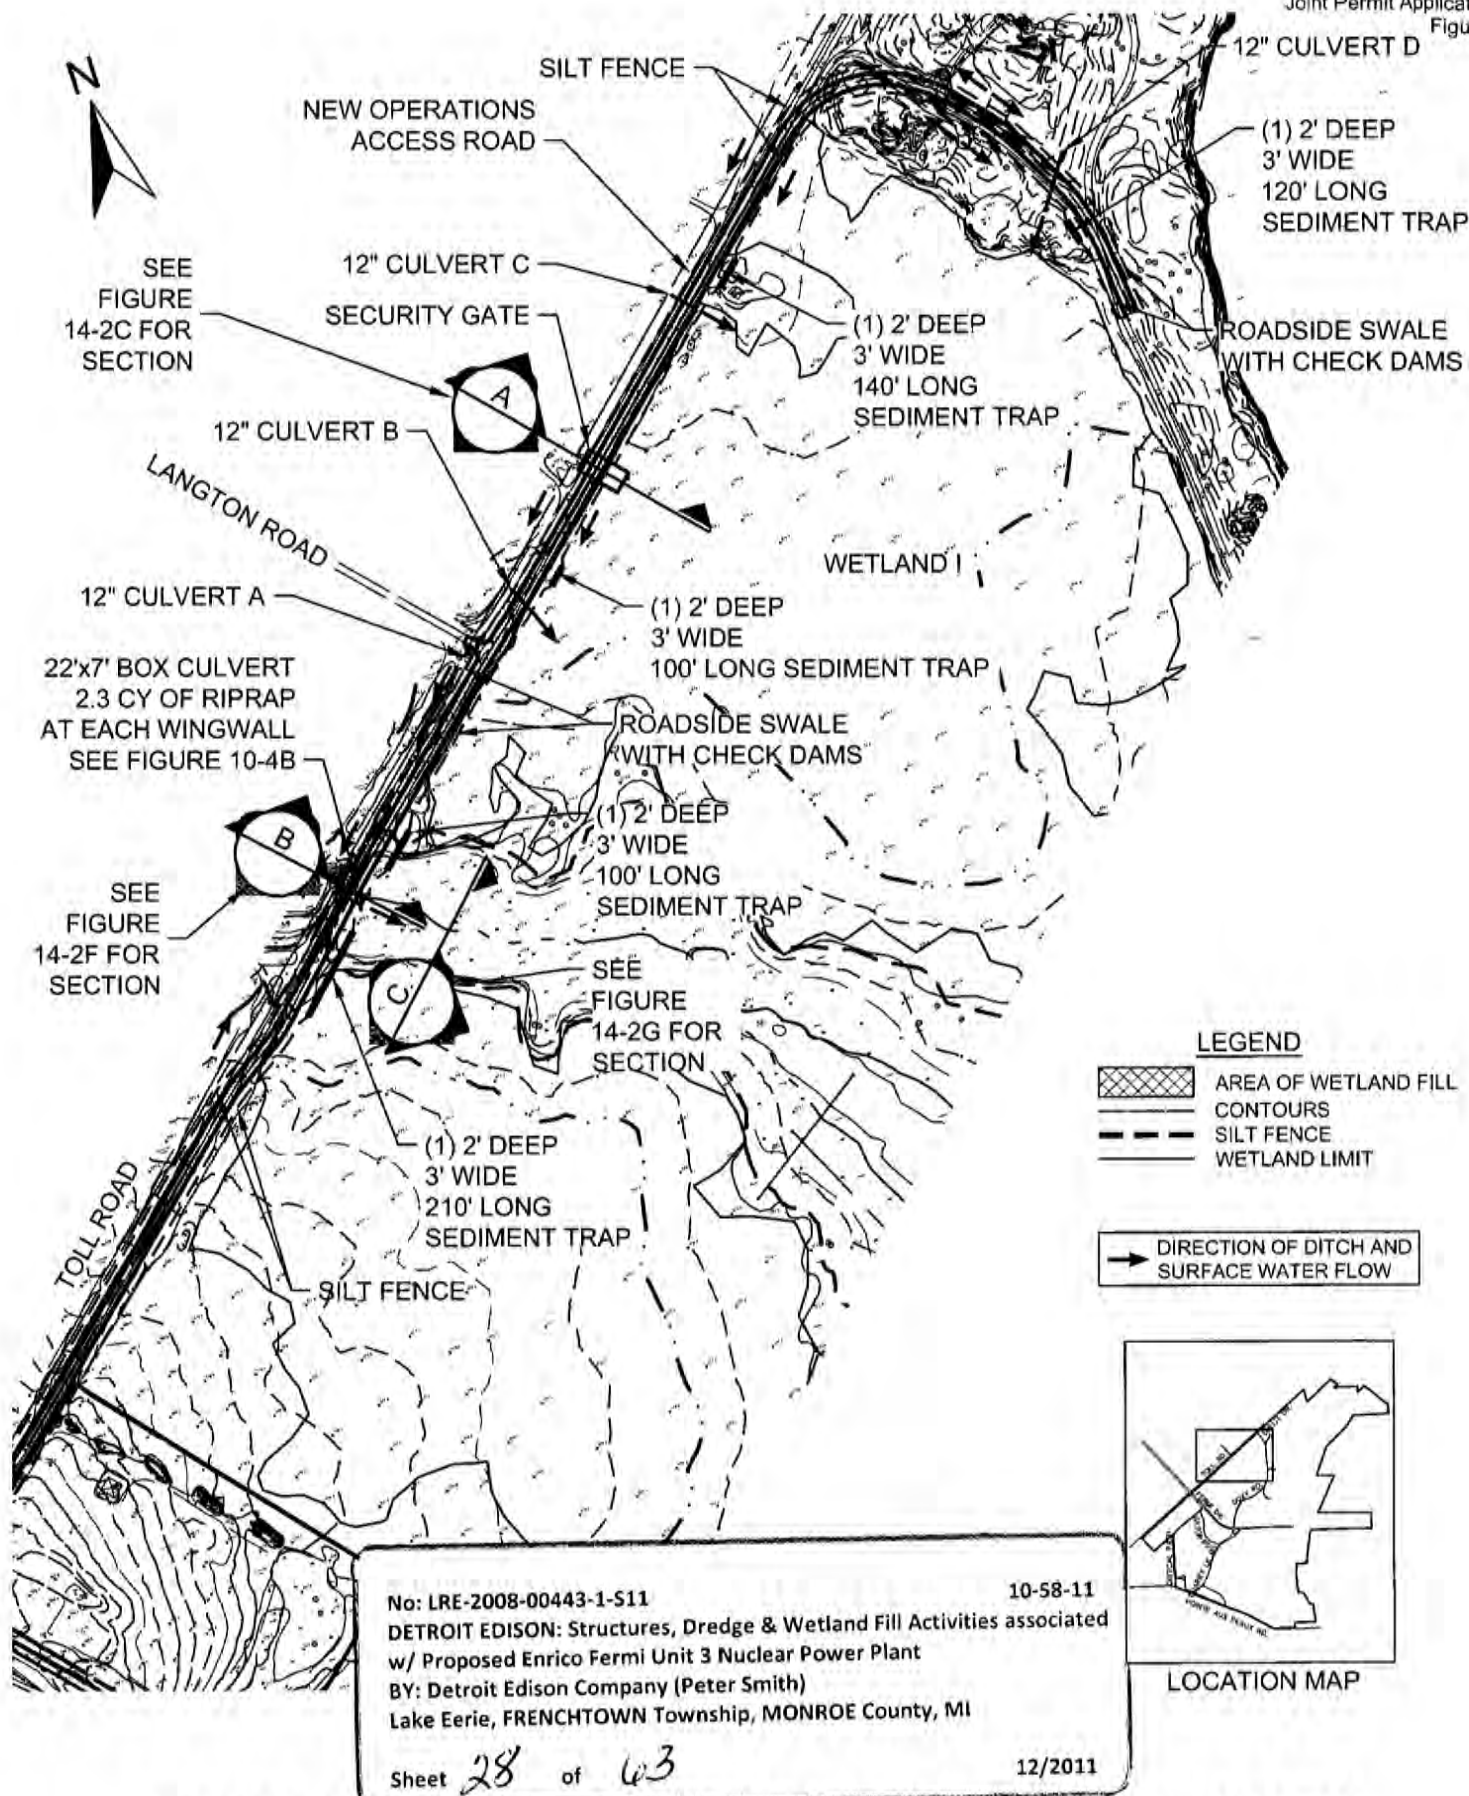 Joint Permit Applicat
Figu
N
SILT FENCE
12" CULVERT D
NEW OPERATIONS
ACCESS ROAD
(1) 2' DEEP
3' WIDE
120' LONG
SEDIMENT TRAP
SEE
FIGURE
14-2C FOR
SECTION
12" CULVERT C
SECURITY GATE
(1) 2' DEEP
3' WIDE
140' LONG
SEDIMENT TRAP
ROADSIDE SWALE
WITH CHECK DAMS
A
12" CULVERT B
LANGTON ROAD
WETLAND I
12" CULVERT A
(1) 2' DEEP
3' WIDE
100' LONG SEDIMENT TRAP
22'x7' BOX CULVERT
2.3 CY OF RIPRAP
AT EACH WINGWALL
SEE FIGURE 10-4B
ROADSIDE SWALE
WITH CHECK DAMS
(1) 2' DEEP
3' WIDE
100' LONG
SEDIMENT TRAP
B
SEE
FIGURE
14-2F FOR
SECTION
C
SEE
FIGURE
14-2G FOR
SECTION
(1) 2' DEEP
3' WIDE
210' LONG
SEDIMENT TRAP
TOLL ROAD
SILT FENCE
LEGEND
AREA OF WETLAND FILL
CONTOURS
SILT FENCE
WETLAND LIMIT
DIRECTION OF DITCH AND
SURFACE WATER FLOW
TOLL RD.
LOCATION MAP
No: LRE-2008-00443-1-S11
10-58-11
DETROIT EDISON: Structures, Dredge & Wetland Fill Activities associated
w/ Proposed Enrico Fermi Unit 3 Nuclear Power Plant
BY: Detroit Edison Company (Peter Smith)
Lake Eerie, FRENCHTOWN Township, MONROE County, MI
Sheet 28 of 63
12/2011